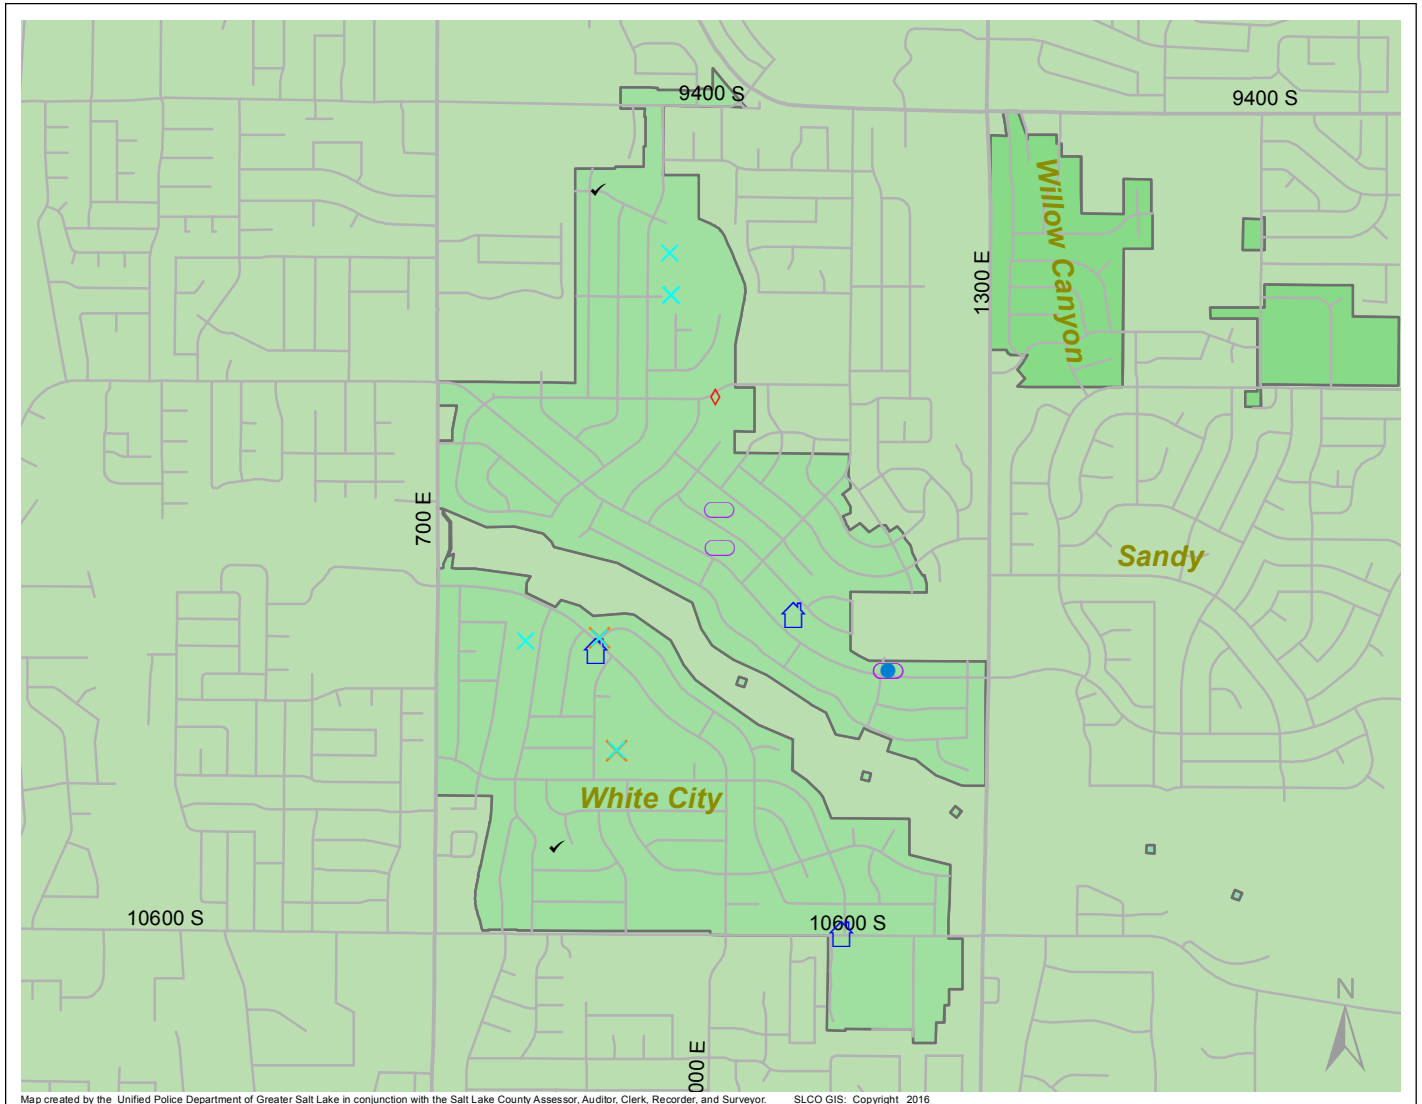 9400 S
9400 S
Willow Canyon
1300 E
700 E
Sandy
White City
10600 S
10600 S
N
000 E
Map created by the Unified Police Department of Greater Salt Lake in conjunction with the Salt Lake County Assessor, Auditor, Clerk, Recorder, and Surveyor. SLCO GIS: Copyright 2016